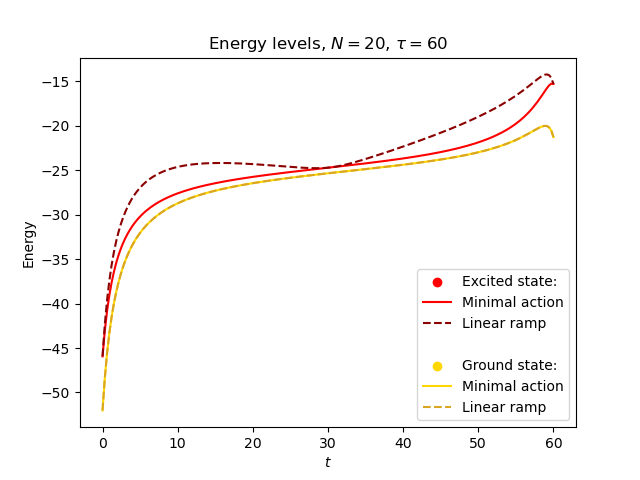 Energy levels, N = 20, τ = 60
−15
−20
−25
−30
−35
−40
−45
−50
Energy
Excited state:
Minimal action
Linear ramp
Ground state:
Minimal action
Linear ramp
0
10
20
30
40
50
60
t